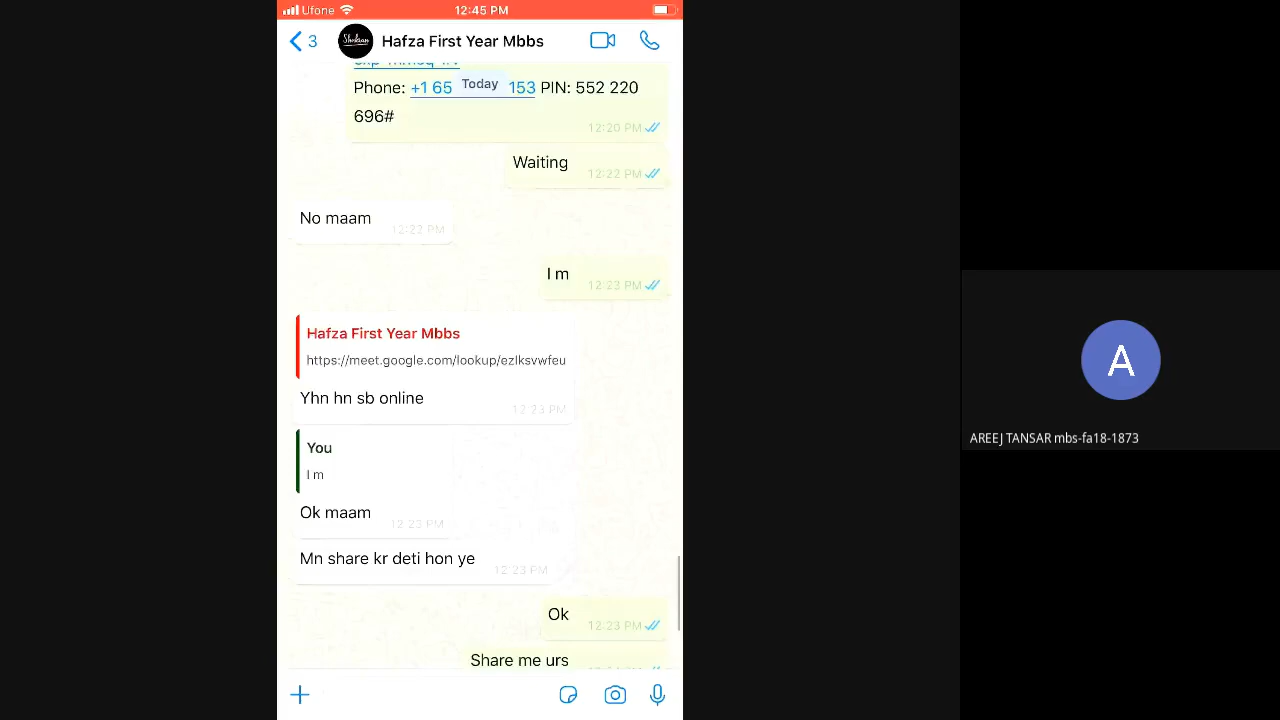 Ufone
12:45 PM
3
Hafza First Year Mbbs
Phone: +1 65
Today
153 PIN: 552 220
696#
12:20 PM
Waiting
12:22 PM
No maam
12:22 PM
I m
12:23 PM
Hafza First Year Mbbs
https://meet.google.com/lookup/ezlksvwfeu
Yhn hn sb online
12:23 PM
You
I m
Ok maam
12:23 PM
Mn share kr deti hon ye
12:23 PM
Ok
12:23 PM
Share me urs
A
AREEJ TANSAR mbs-fa18-1873